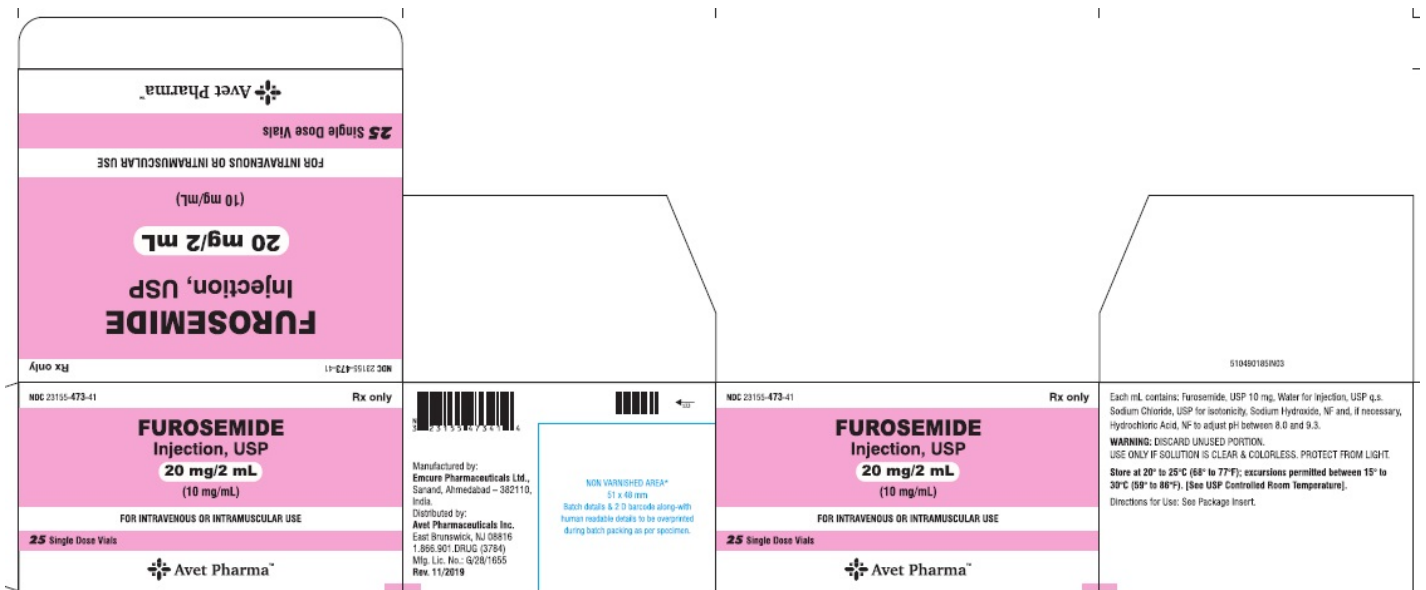 Avet Pharma™
25 Single Dose Vials
FOR INTRAVENOUS OR INTRAMUSCULAR USE
(10 mg/mL)
20 mg/2 mL
Injection, USP
FUROSEMIDE
Rx only
NDC 23155-473-41
NDC 23155-473-41 Rx only
FUROSEMIDE
Injection, USP
20 mg/2 mL
(10 mg/mL)
FOR INTRAVENOUS OR INTRAMUSCULAR USE
25 Single Dose Vials
Avet Pharma™
N
3 23155 47341 4
Manufactured by:
Emcure Pharmaceuticals Ltd.,
Sanand, Ahmedabad – 382110,
India.
Distributed by:
Avet Pharmaceuticals Inc.
East Brunswick, NJ 08816
1.866.901.DRUG (3784)
Mfg. Lic. No.: G/28/1655
Rev. 11/2019
NON VARNISHED AREA*
51 x 48 mm
Batch details & 2 D barcode along-with
human readable details to be overprinted
during batch packing as per specimen.
NDC 23155-473-41 Rx only
FUROSEMIDE
Injection, USP
20 mg/2 mL
(10 mg/mL)
FOR INTRAVENOUS OR INTRAMUSCULAR USE
25 Single Dose Vials
Avet Pharma™
510490185IN03
Each mL contains: Furosemide, USP 10 mg, Water for Injection, USP q.s.
Sodium Chloride, USP for isotonicity, Sodium Hydroxide, NF and, if necessary,
Hydrochloric Acid, NF to adjust pH between 8.0 and 9.3.
WARNING: DISCARD UNUSED PORTION.
USE ONLY IF SOLUTION IS CLEAR & COLORLESS. PROTECT FROM LIGHT.
Store at 20° to 25°C (68° to 77°F); excursions permitted between 15° to
30°C (59° to 86°F). [See USP Controlled Room Temperature].
Directions for Use: See Package Insert.